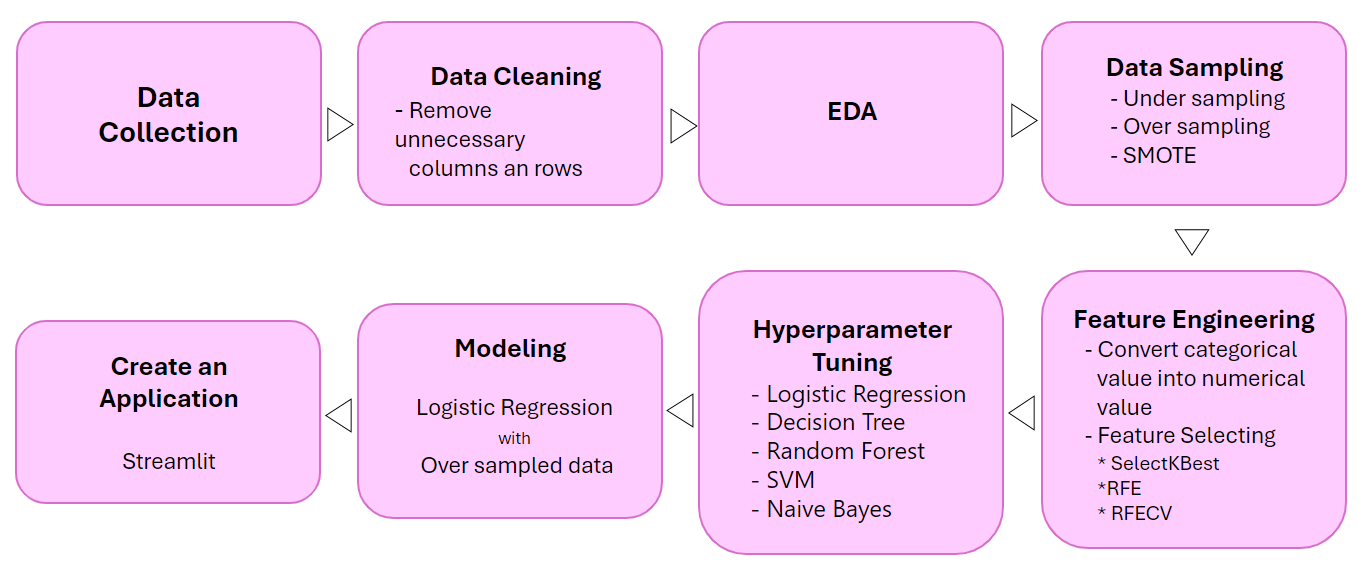 Data
Collection
Data Cleaning
- Remove
unnecessary
columns an rows
EDA
Data Sampling
- Under sampling
- Over sampling
- SMOTE
Feature Engineering
- Convert categorical
value into numerical
value
- Feature Selecting
* SelectKBest
*RFE
* RFECV
Hyperparameter
Tuning
- Logistic Regression
- Decision Tree
- Random Forest
- SVM
- Naive Bayes
Modeling
Logistic Regression
with
Over sampled data
Create an
Application
Streamlit